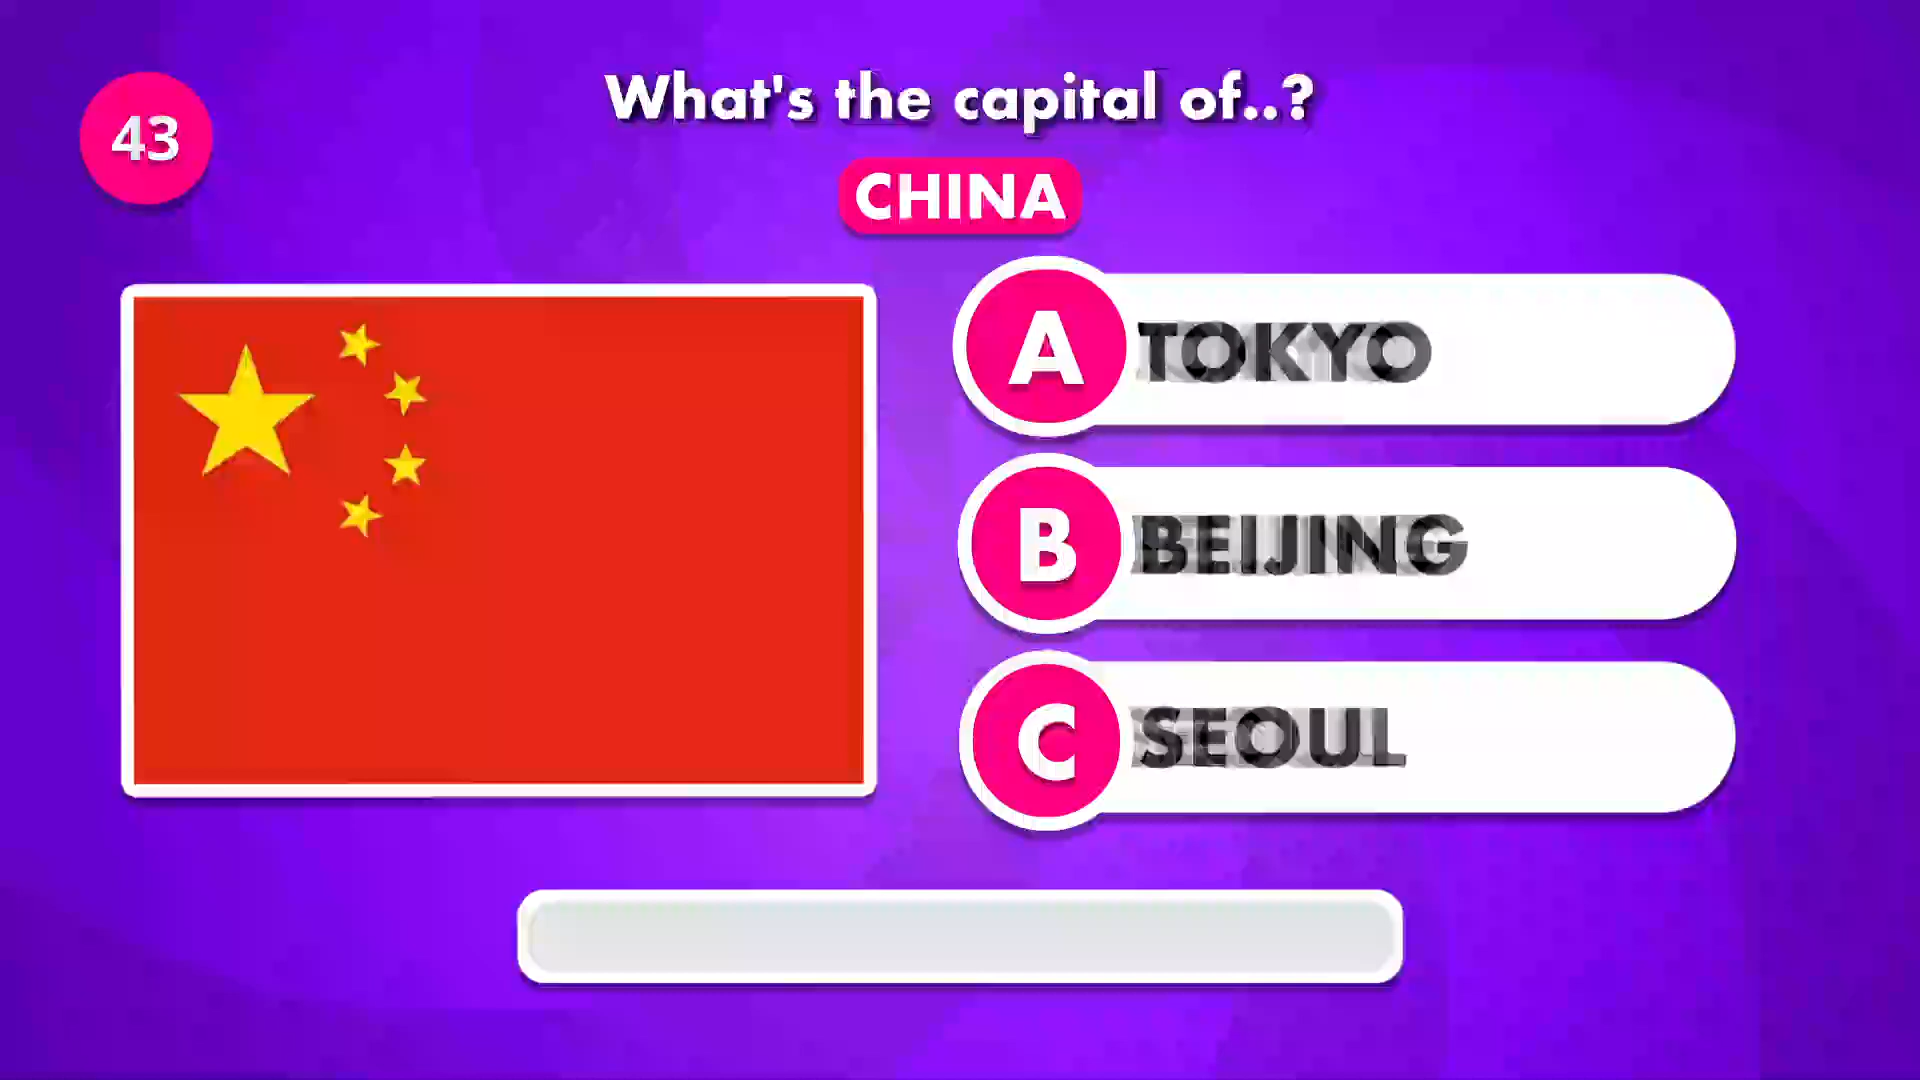 43
What's the capital of..?
CHINA
A TOKYO
B BEIJING
C SEOUL